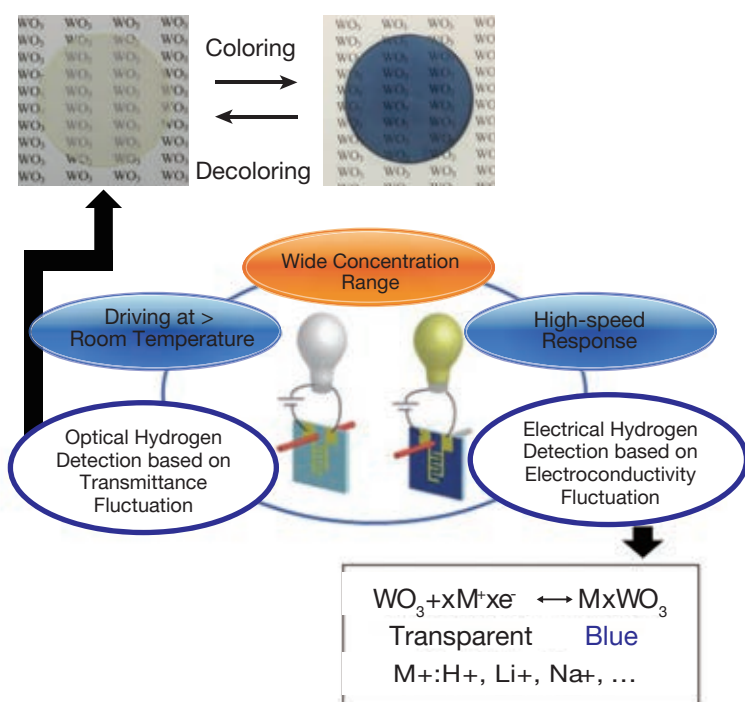 Coloring
Decoloring
Wide Concentration
Range
Driving at >
Room Temperature
High-speed
Response
Optical Hydrogen
Detection based on
Transmittance
Fluctuation
Electrical Hydrogen
Detection based on
Electroconductivity
Fluctuation
WO₃+xM⁺xe⁻ ↔ MxWO₃
Transparent Blue
M+:H+, Li+, Na+, …